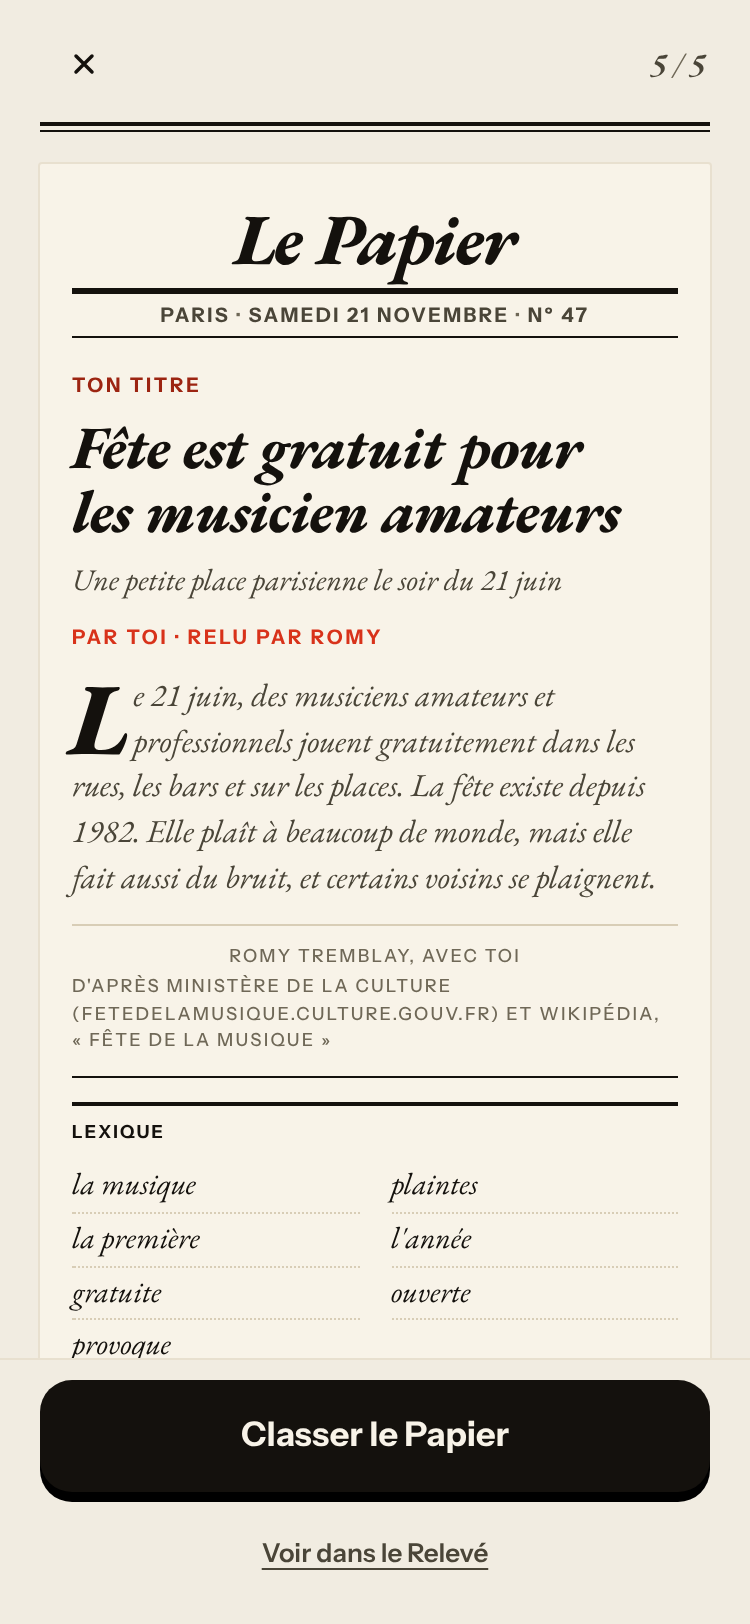 5 / 5
Le Papier
PARIS · SAMEDI 21 NOVEMBRE · N° 47
TON TITRE
Fête est gratuit pour
les musicien amateurs
Une petite place parisienne le soir du 21 juin
PAR TOI · RELU PAR ROMY
Le 21 juin, des musiciens amateurs et
professionnels jouent gratuitement dans les
rues, les bars et sur les places. La fête existe depuis
1982. Elle plaît à beaucoup de monde, mais elle
fait aussi du bruit, et certains voisins se plaignent.
ROMY TREMBLAY, AVEC TOI
D'APRÈS MINISTÈRE DE LA CULTURE
(FETEDELAMUSIQUE.CULTURE.GOUV.FR) ET WIKIPÉDIA,
« FÊTE DE LA MUSIQUE »
LEXIQUE
la musique
plaintes
la première
l'année
gratuite
ouverte
provoque
Classer le Papier
Voir dans le Relevé